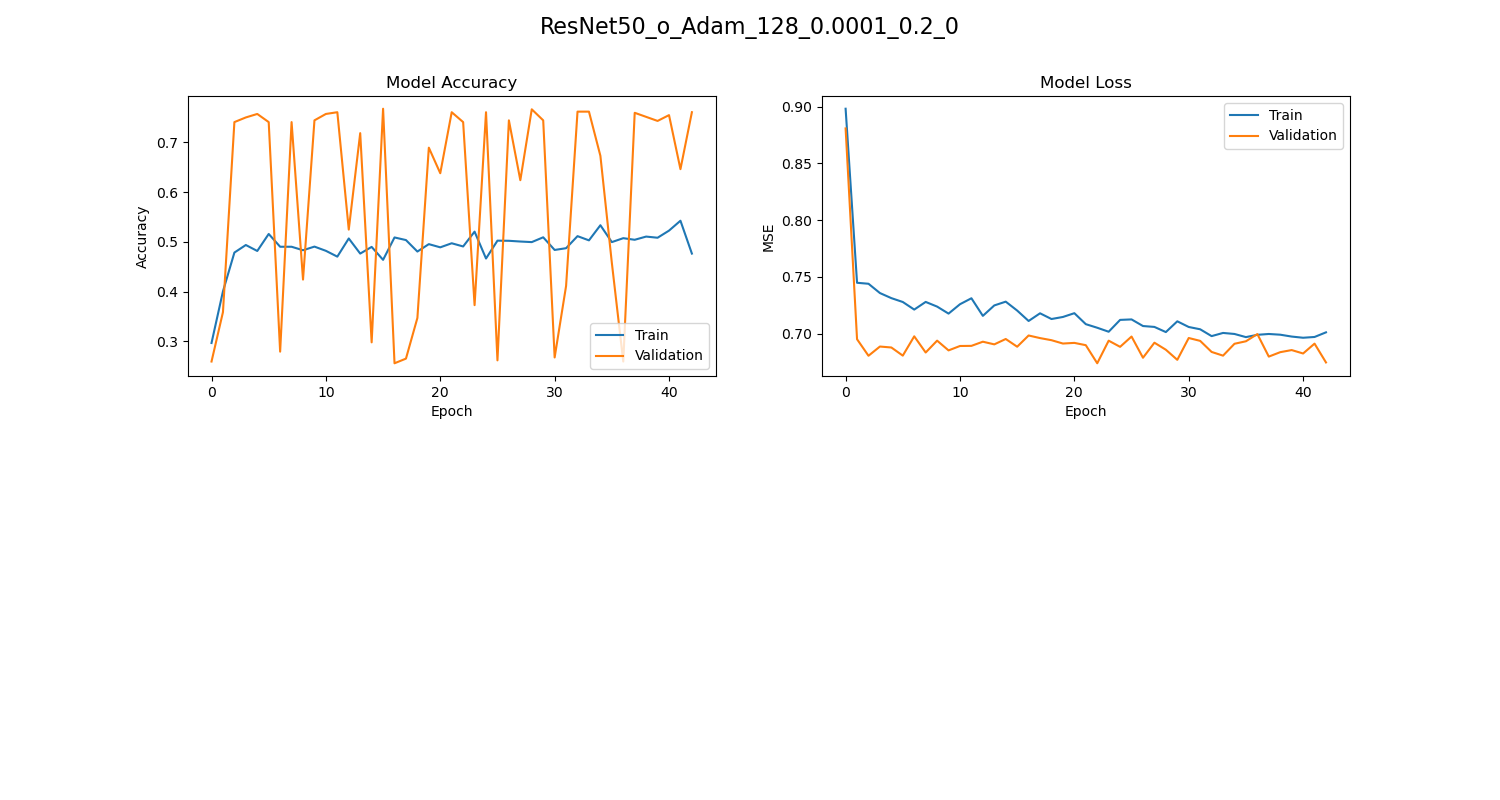 ResNet50_o_Adam_128_0.0001_0.2_0
Model Accuracy
Accuracy
0.7
0.6
0.5
0.4
0.3
Train
Validation
0 10 20 30 40
Epoch
Model Loss
MSE
0.90
0.85
0.80
0.75
0.70
Train
Validation
0 10 20 30 40
Epoch